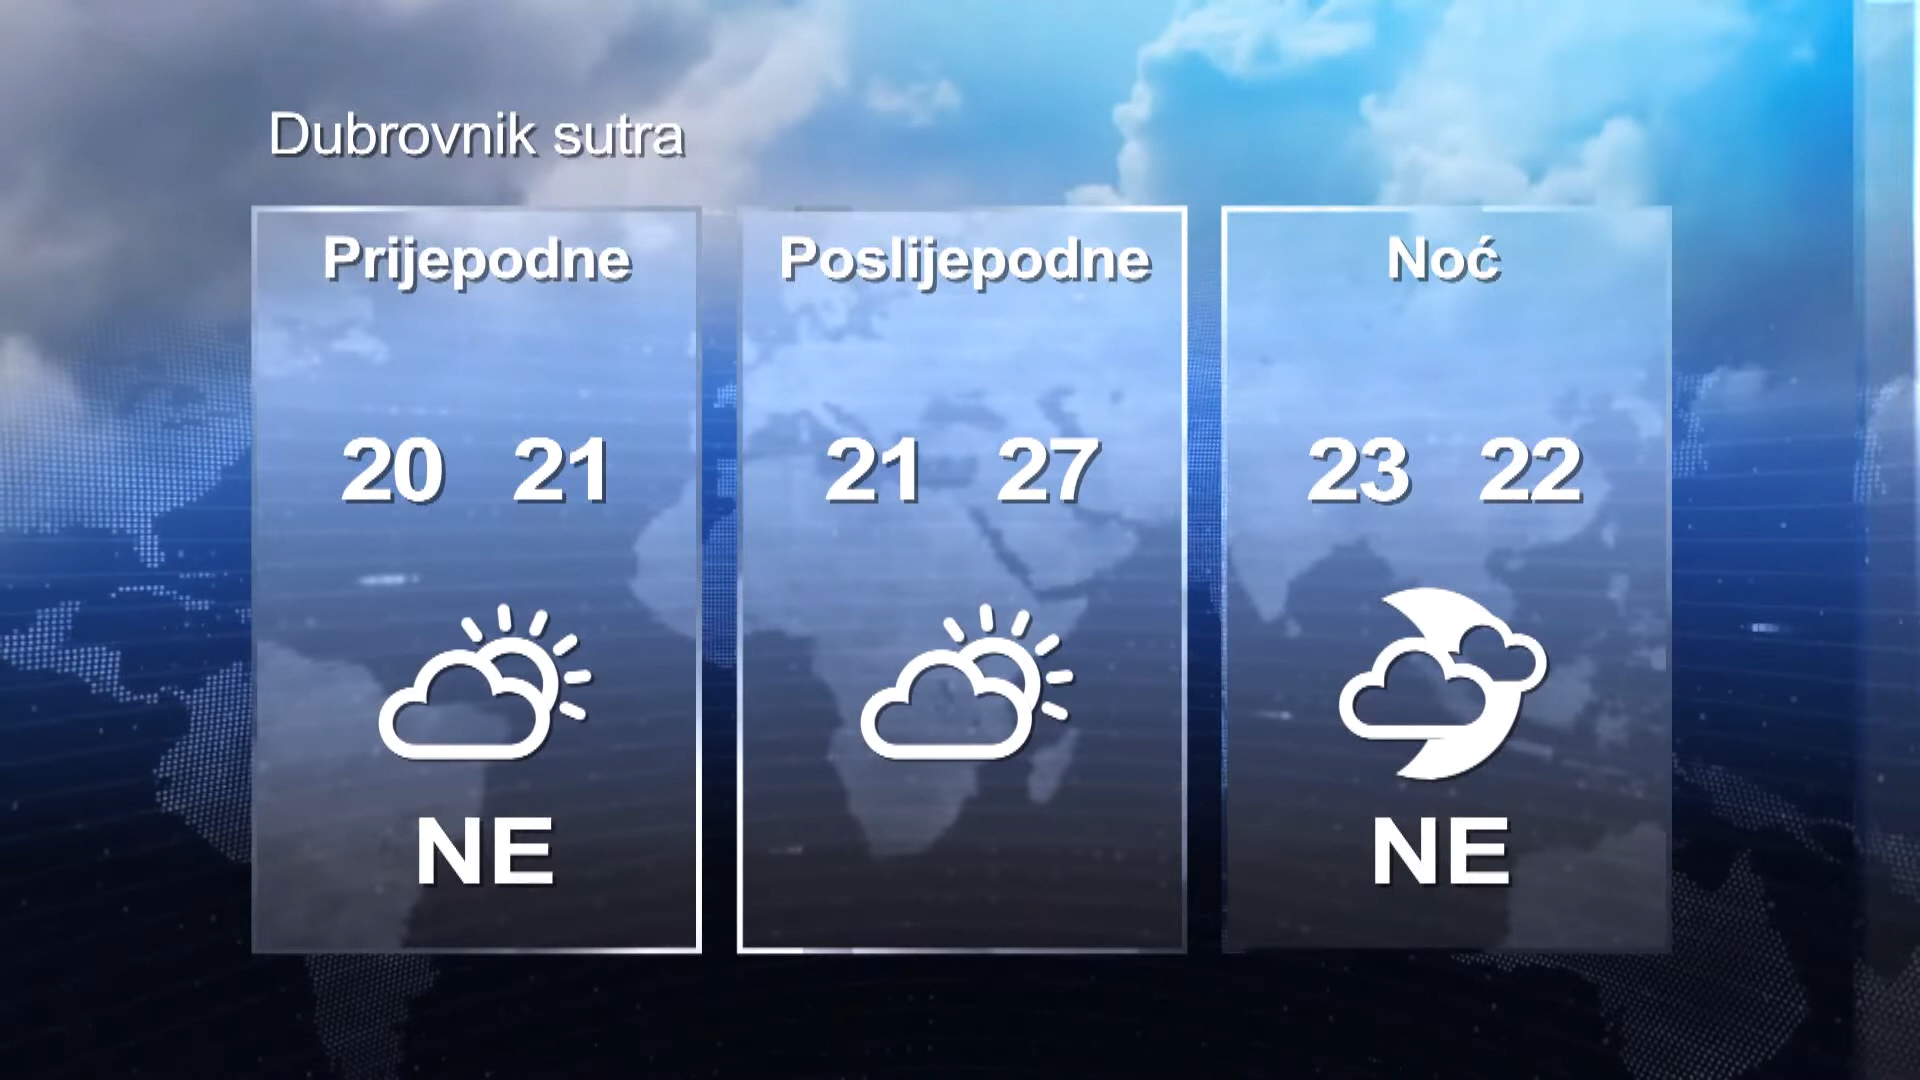 Dubrovnik sutra
Prijepodne
20 21
NE
Poslijepodne
21 27
Noć
23 22
NE